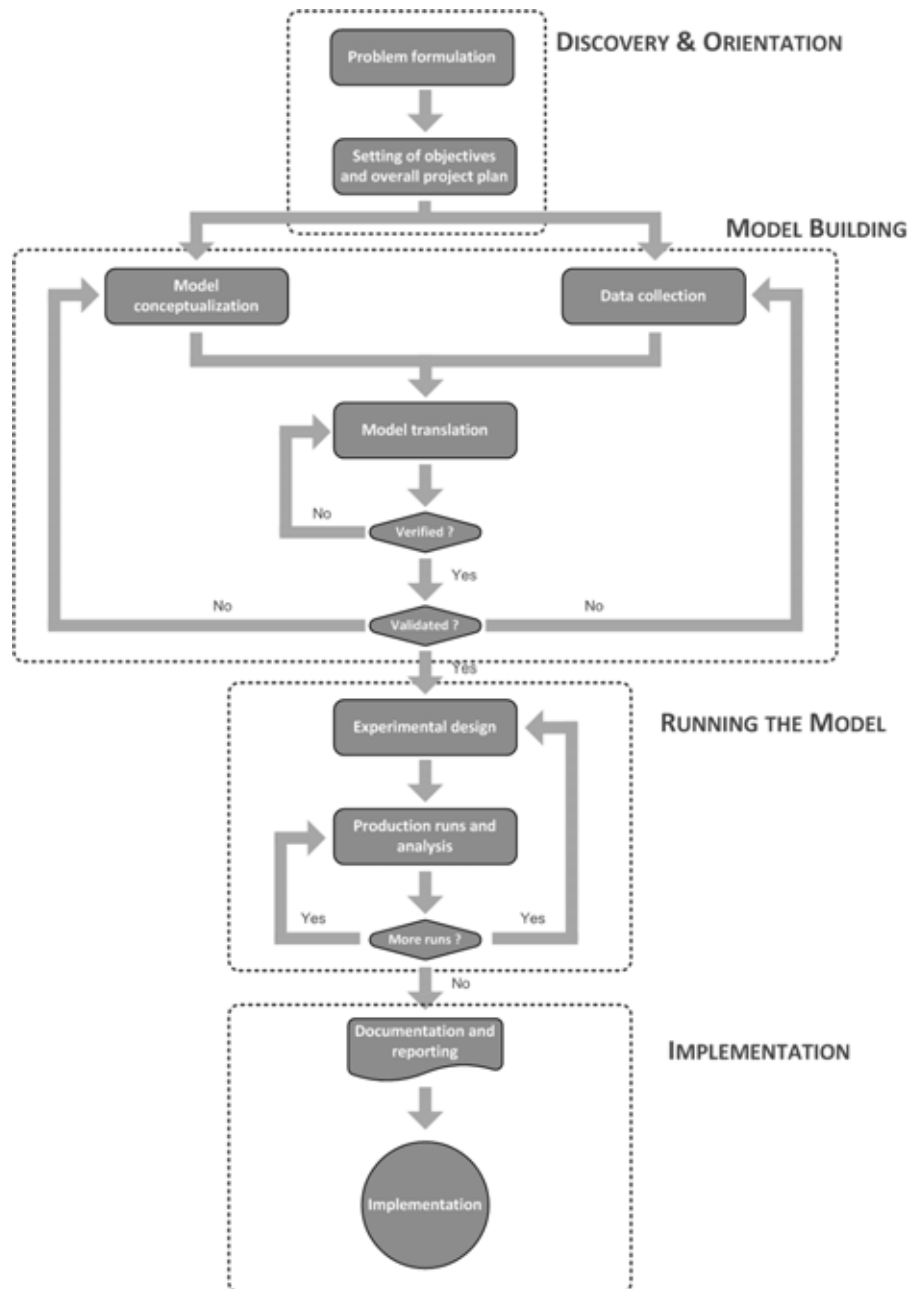 DISCOVERY & ORIENTATION
Problem formulation
Setting of objectives
and overall project plan
MODEL BUILDING
Model
conceptualization
Data collection
Model translation
No
Verified ?
Yes
No
No
Validated ?
Yes
RUNNING THE MODEL
Experimental design
Production runs and
analysis
Yes
Yes
More runs ?
No
IMPLEMENTATION
Documentation and
reporting
Implementation